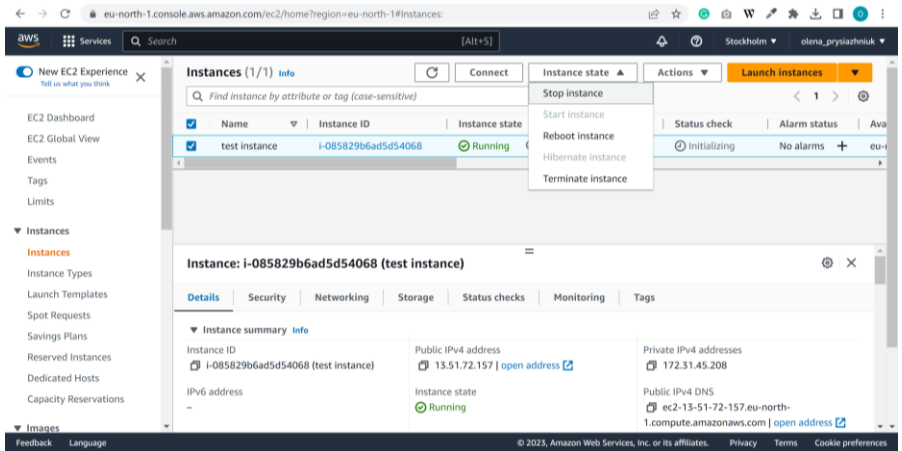 eu-north-1.console.aws.amazon.com/ec2/home?region=eu-north-1#Instances:
aws Services Search [Alt+S] Stockholm olena_prysiazhniuk
New EC2 Experience
Tell us what you think
EC2 Dashboard
EC2 Global View
Events
Tags
Limits
Instances
Instances
Instance Types
Launch Templates
Spot Requests
Savings Plans
Reserved Instances
Dedicated Hosts
Capacity Reservations
Images
Instances (1/1) Info Connect Instance state Actions Launch instances
Find instance by attribute or tag (case-sensitive) 1
Stop instance
Start instance
Reboot instance
Hibernate instance
Terminate instance
Name Instance ID Instance state Status check Alarm status Ava
test instance i-085829b6ad5d54068 Running Initializing No alarms + eu-
Instance: i-085829b6ad5d54068 (test instance)
Details Security Networking Storage Status checks Monitoring Tags
Instance summary Info
Instance ID
i-085829b6ad5d54068 (test instance)
Public IPv4 address
13.51.72.157 | open address
Private IPv4 addresses
172.31.45.208
IPv6 address
–
Instance state
Running
Public IPv4 DNS
ec2-13-51-72-157.eu-north-
1.compute.amazonaws.com | open address
Feedback Language © 2023, Amazon Web Services, Inc. or its affiliates. Privacy Terms Cookie preferences